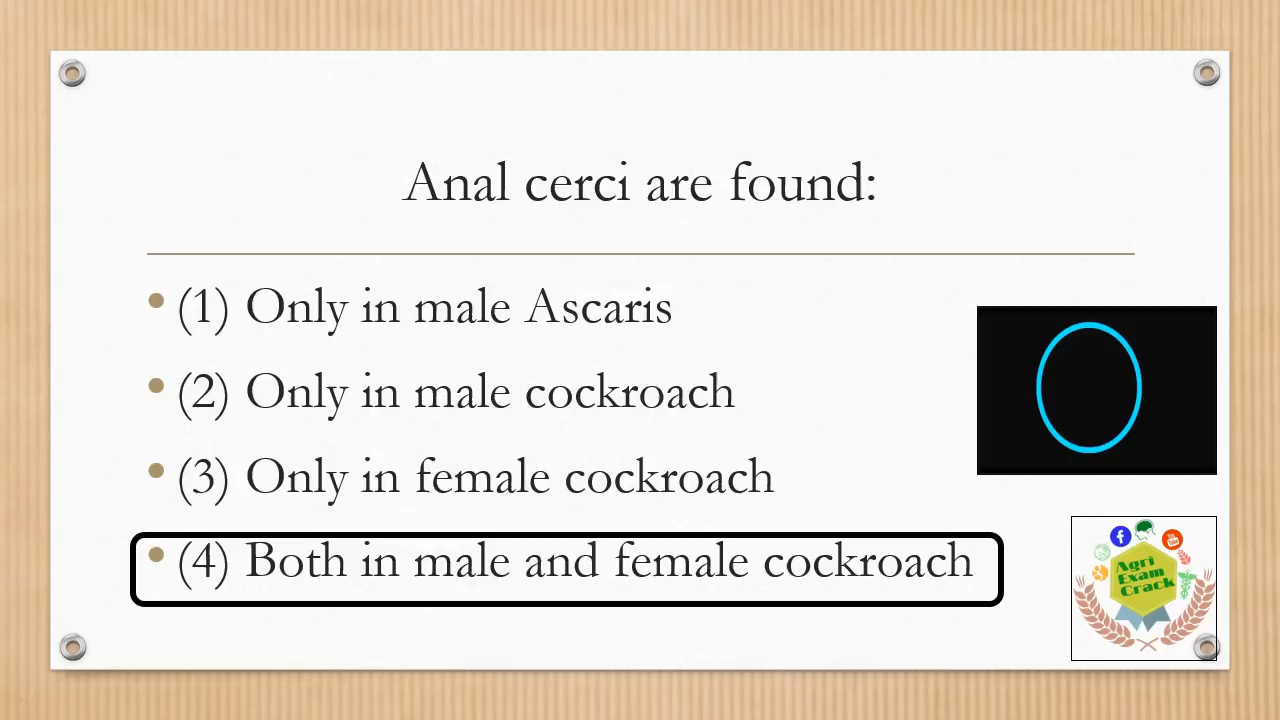 Anal cerci are found:
• (1) Only in male Ascaris
• (2) Only in male cockroach
• (3) Only in female cockroach
• (4) Both in male and female cockroach
Agri
Exam
Crack